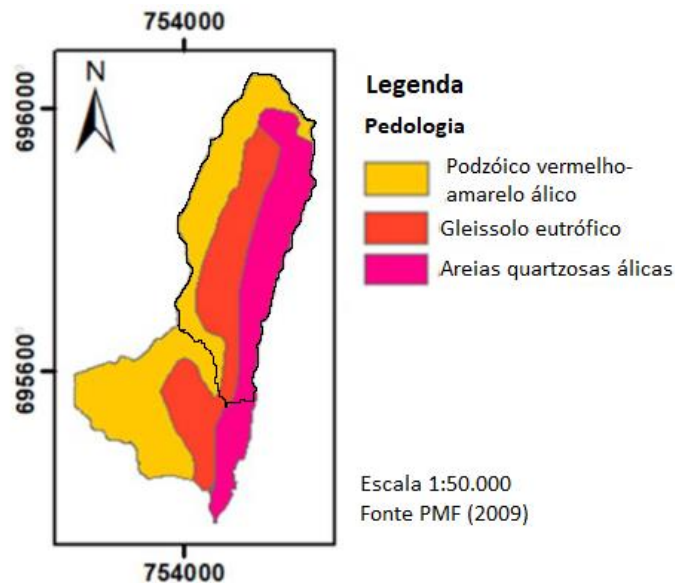 754000
696000
695600
N
754000
Legenda
Pedologia
Podzóico vermelho-
amarelo álico
Gleissolo eutrófico
Areias quartzosas álicas
Escala 1:50.000
Fonte PMF (2009)